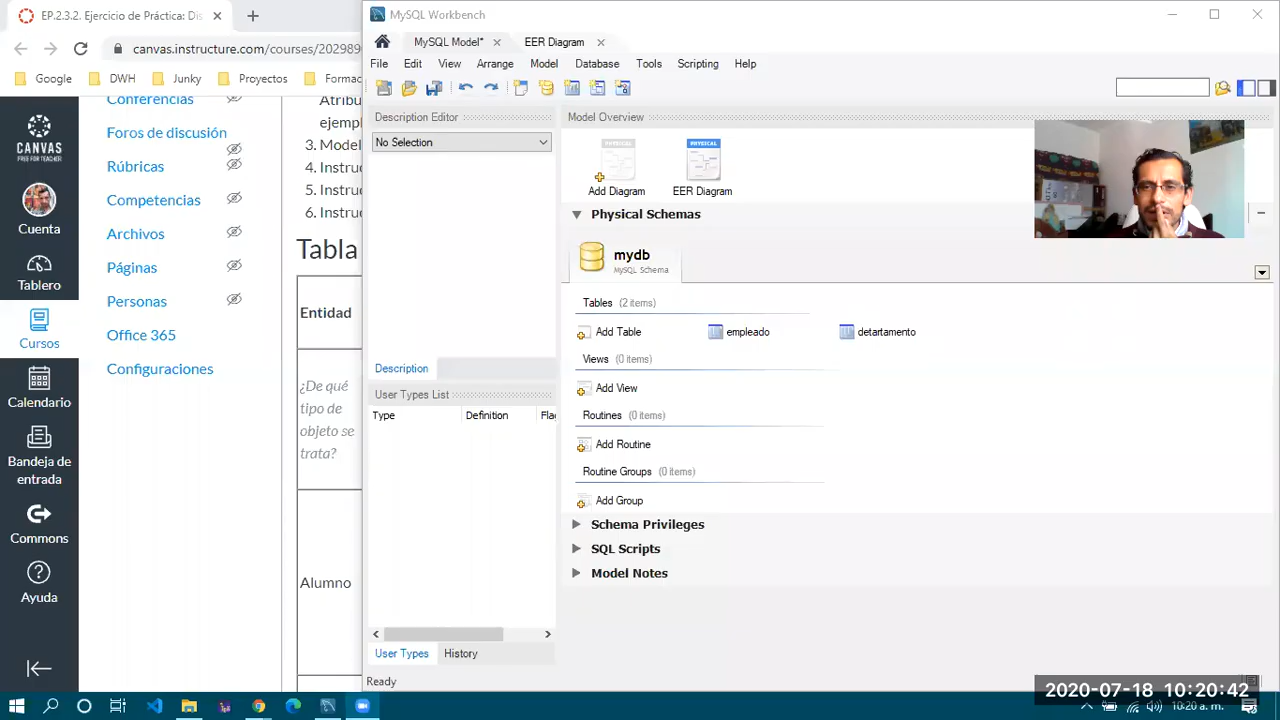 EP.2.3.2. Ejercicio de Práctica: Dis
canvas.instructure.com/courses/202989
Google
DWH
Junky
Proyectos
Formac
CANVAS
FREE FOR TEACHER
Cuenta
Tablero
Cursos
Calendario
Bandeja de
entrada
Commons
Ayuda
Conferencias
Foros de discusión
Rúbricas
Competencias
Archivos
Páginas
Personas
Office 365
Configuraciones
Atribu
ejempl
3. Model
4. Instruc
5. Instruc
6. Instruc
Tabla
Entidad
¿De qué
tipo de
objeto se
trata?
Alumno
MySQL Workbench
MySQL Model*
EER Diagram
File Edit View Arrange Model Database Tools Scripting Help
Description Editor
No Selection
Description
User Types List
Type Definition Flag
User Types History
Ready
Model Overview
PHYSICAL
Add Diagram
PHYSICAL
EER Diagram
Physical Schemas
mydb
MySQL Schema
Tables (2 items)
Add Table
empleado
detartamento
Views (0 items)
Add View
Routines (0 items)
Add Routine
Routine Groups (0 items)
Add Group
Schema Privileges
SQL Scripts
Model Notes
2020-07-18 10:20:42
10:20 a. m.